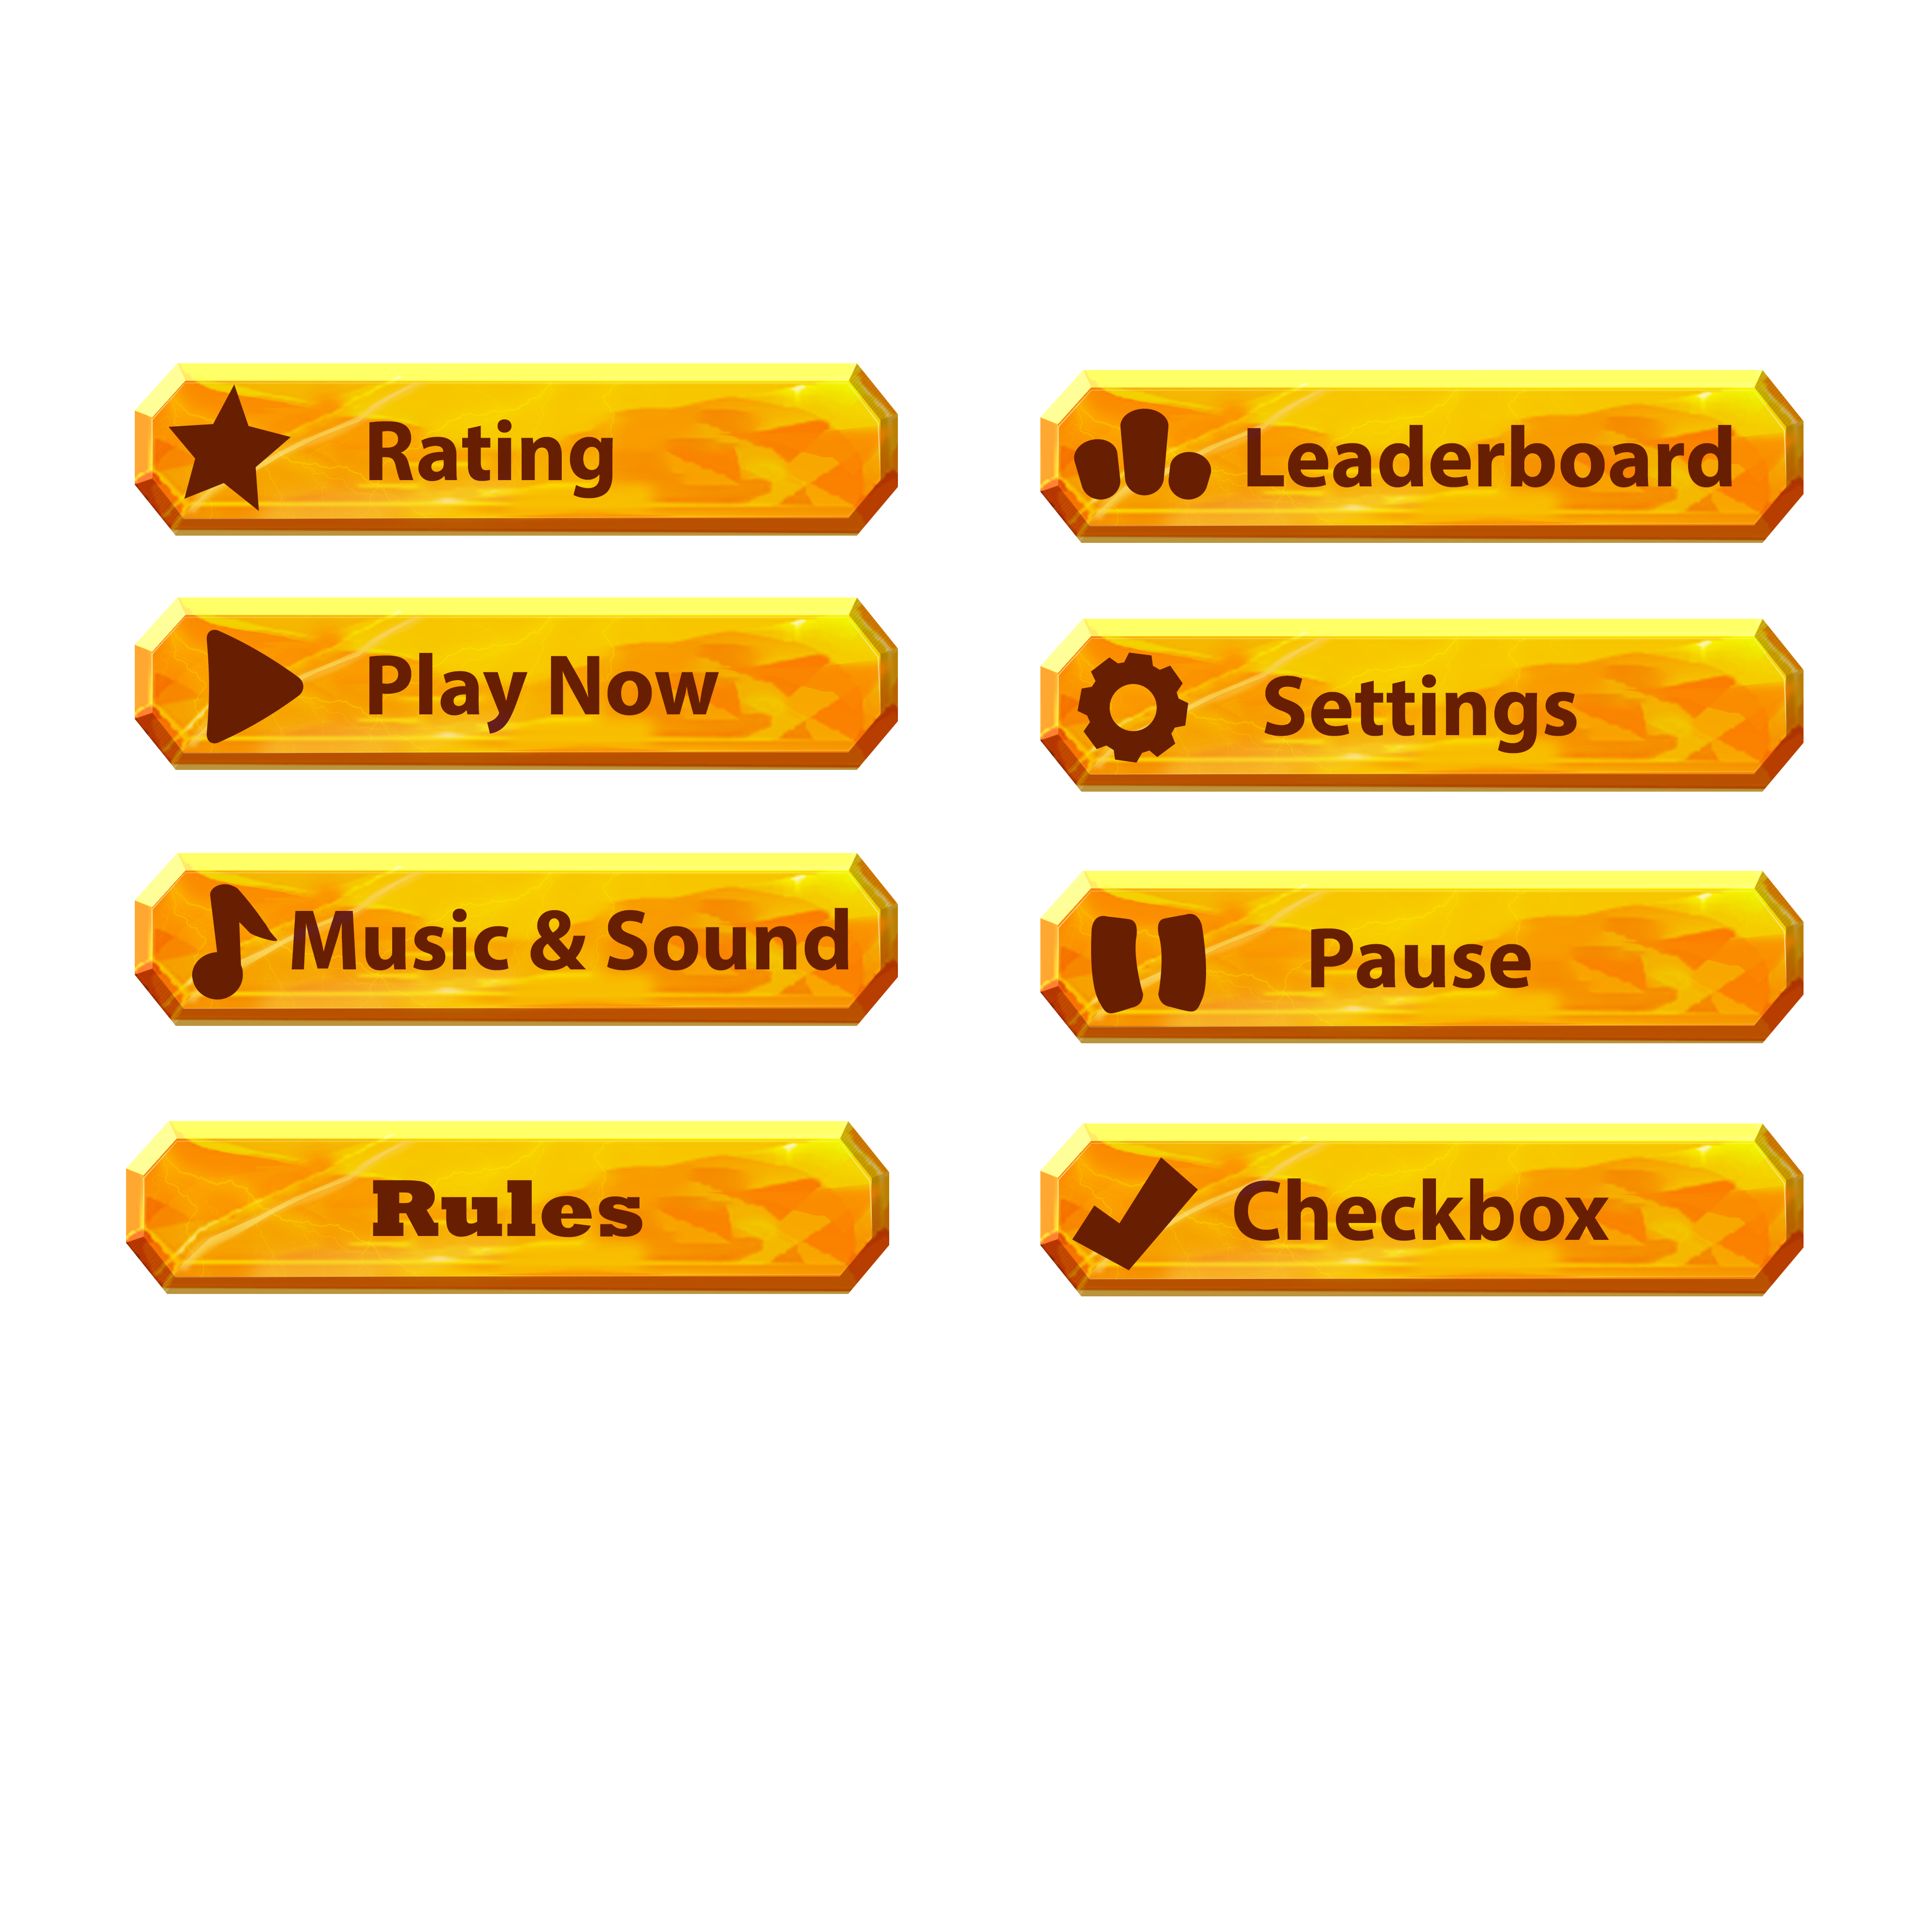 Rating
Leaderboard
Play Now
Settings
Music & Sound
Pause
Rules
Checkbox